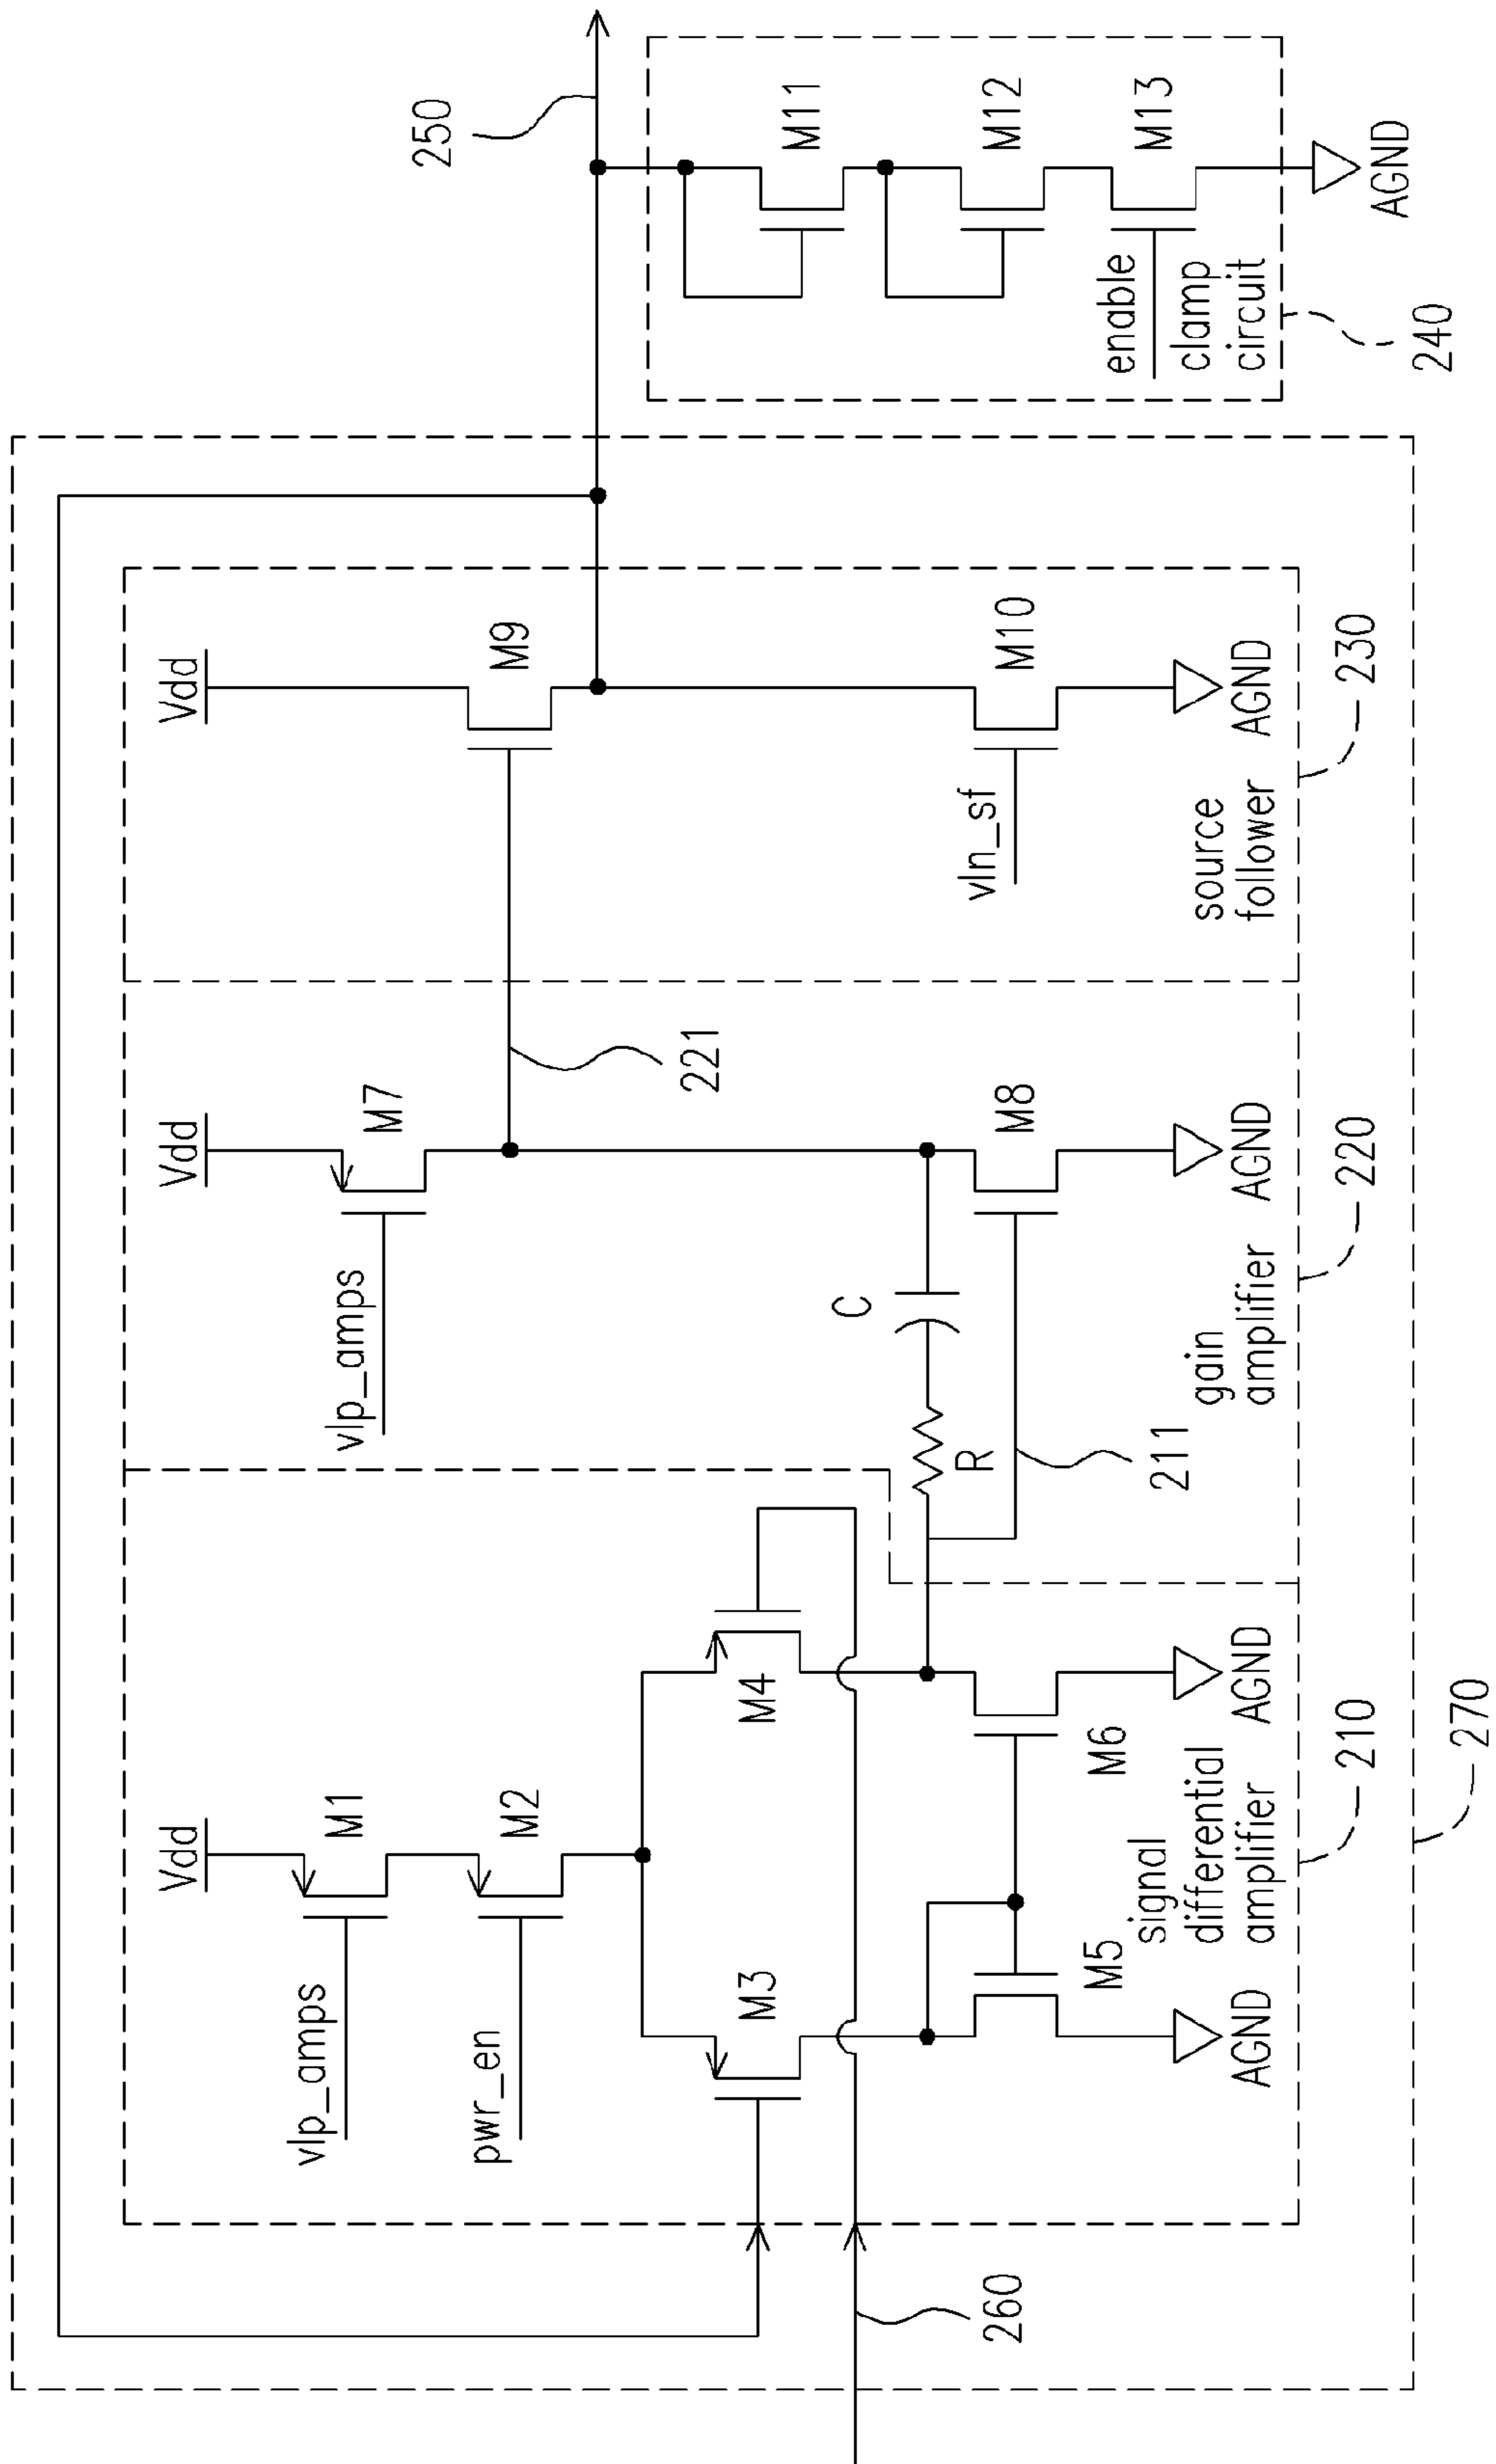 Vdd
vlp_amps
M1
pwr_en
M2
M3
M4
M5
M6
AGND
AGND
signal
differential
amplifier
210
260
270
Vdd
vlp_amps
M7
221
C
R
M8
211
gain
amplifier
AGND
220
Vdd
M9
vln_sf
M10
source
follower
AGND
230
250
M11
M12
M13
enable
clamp
circuit
240
AGND